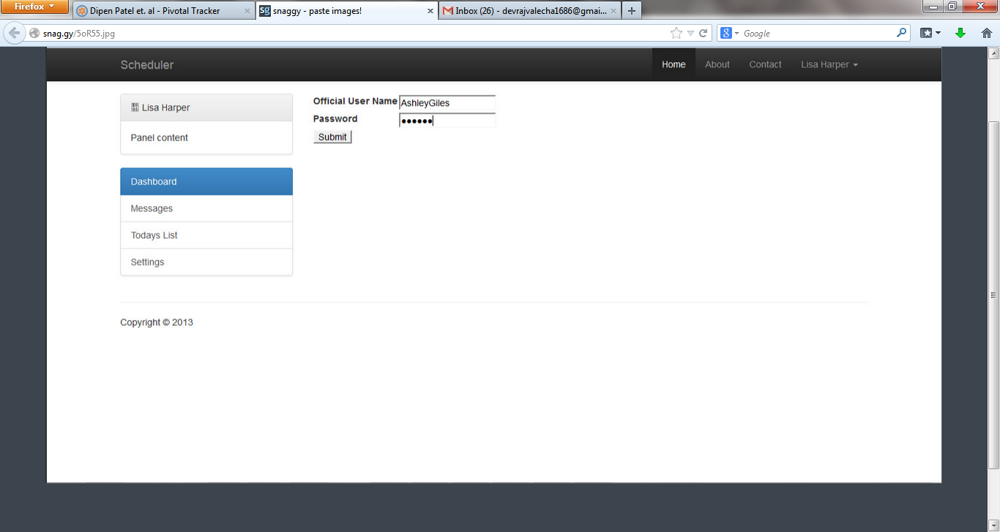 Firefox
Dipen Patel et. al - Pivotal Tracker
sg snaggy - paste images!
Inbox (26) - devrajvalecha1686@gmai...
snag.gy/5oR55.jpg
8 Google
Scheduler
Home About Contact Lisa Harper
Lisa Harper
Panel content
Official User Name AshleyGiles
Password ••••••
Submit
Dashboard
Messages
Todays List
Settings
Copyright © 2013